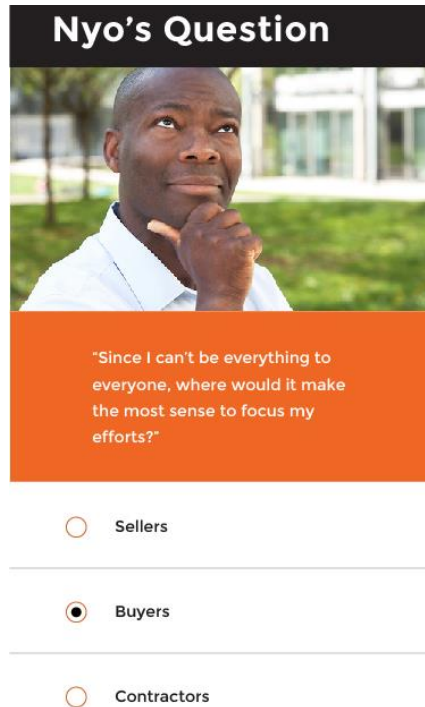 Nyo’s Question
"Since I can't be everything to
everyone, where would it make
the most sense to focus my
efforts?"
Sellers
Buyers
Contractors